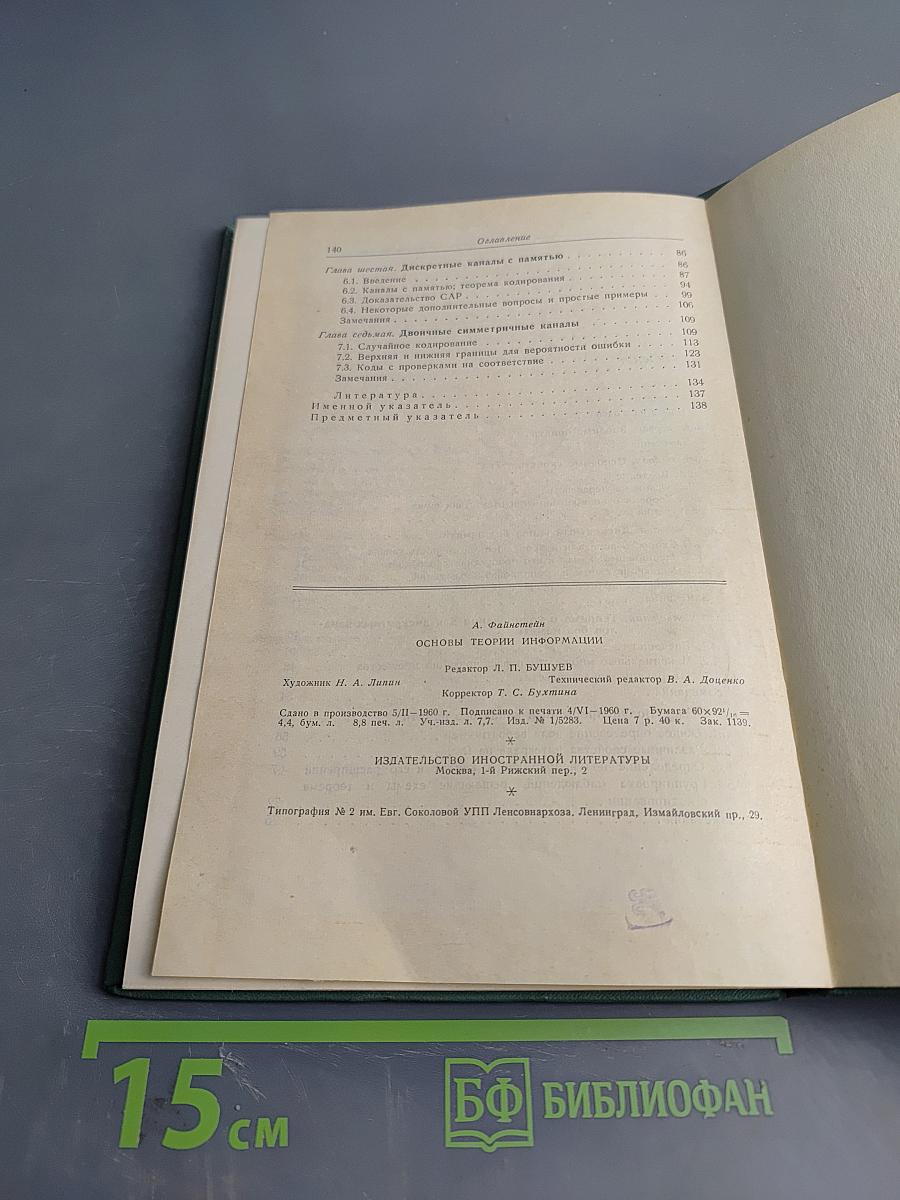 140
Оглавление
Глава шестая. Дискретные каналы с памятью . . . . . . . . . . 86
6.1. Введение . . . . . . . . . . . . . . . . . . . . . 86
6.2. Каналы с памятью; теорема кодирования . . . . . . . . . 87
6.3. Доказательство САР . . . . . . . . . . . . . . . . . 94
6.4. Некоторые дополнительные вопросы и простые примеры . . 99
Замечания . . . . . . . . . . . . . . . . . . . . . . . 106
Глава седьмая. Двоичные симметричные каналы . . . . . . . . . 109
7.1. Случайное кодирование . . . . . . . . . . . . . . . . 109
7.2. Верхняя и нижняя границы для вероятности ошибки . . . . 113
7.3. Коды с проверками на соответствие . . . . . . . . . . . 123
Замечания . . . . . . . . . . . . . . . . . . . . . . . 131
Литература . . . . . . . . . . . . . . . . . . . . . . . 134
Именной указатель . . . . . . . . . . . . . . . . . . . . 137
Предметный указатель . . . . . . . . . . . . . . . . . . . 138
А. Файнстейн
ОСНОВЫ ТЕОРИИ ИНФОРМАЦИИ
Редактор Л. П. БУШУЕВ
Художник Н. А. Липин Технический редактор В. А. Доценко
Корректор Т. С. Бухтина
Сдано в производство 5/II—1960 г. Подписано к печати 4/VI—1960 г. Бумага 60×92 1/16 =
4,4, бум. л. 8,8 печ. л. Уч.-изд. л. 7,7. Изд. № 1/5283. Цена 7 р. 40 к. Зак. 1139.
*
ИЗДАТЕЛЬСТВО ИНОСТРАННОЙ ЛИТЕРАТУРЫ
Москва, 1-й Рижский пер., 2
*
Типография № 2 им. Евг. Соколовой УПП Ленсовнархоза. Ленинград, Измайловский пр., 29.
15 см
БФ БИБЛИОФАН